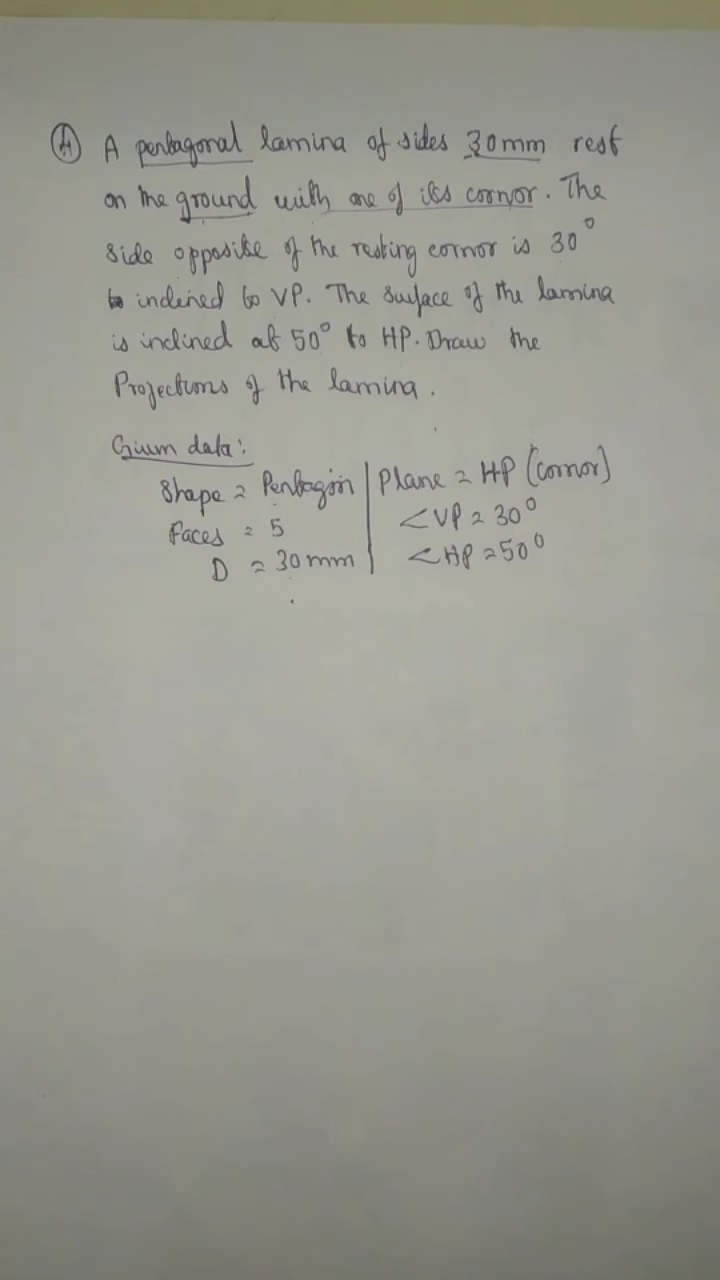 ④ A pentagonal lamina of sides 30mm rest
on the ground with one of its cornor. The
side opposite of the resting cornor is 30°
inclined to VP. The surface of the lamina
is inclined at 50° to HP. Draw the
Projections of the lamina.
Given data:
Shape = Pentagon | Plane = HP (cornor)
Faces = 5 | <VP = 30°
D = 30mm | <HP = 50°